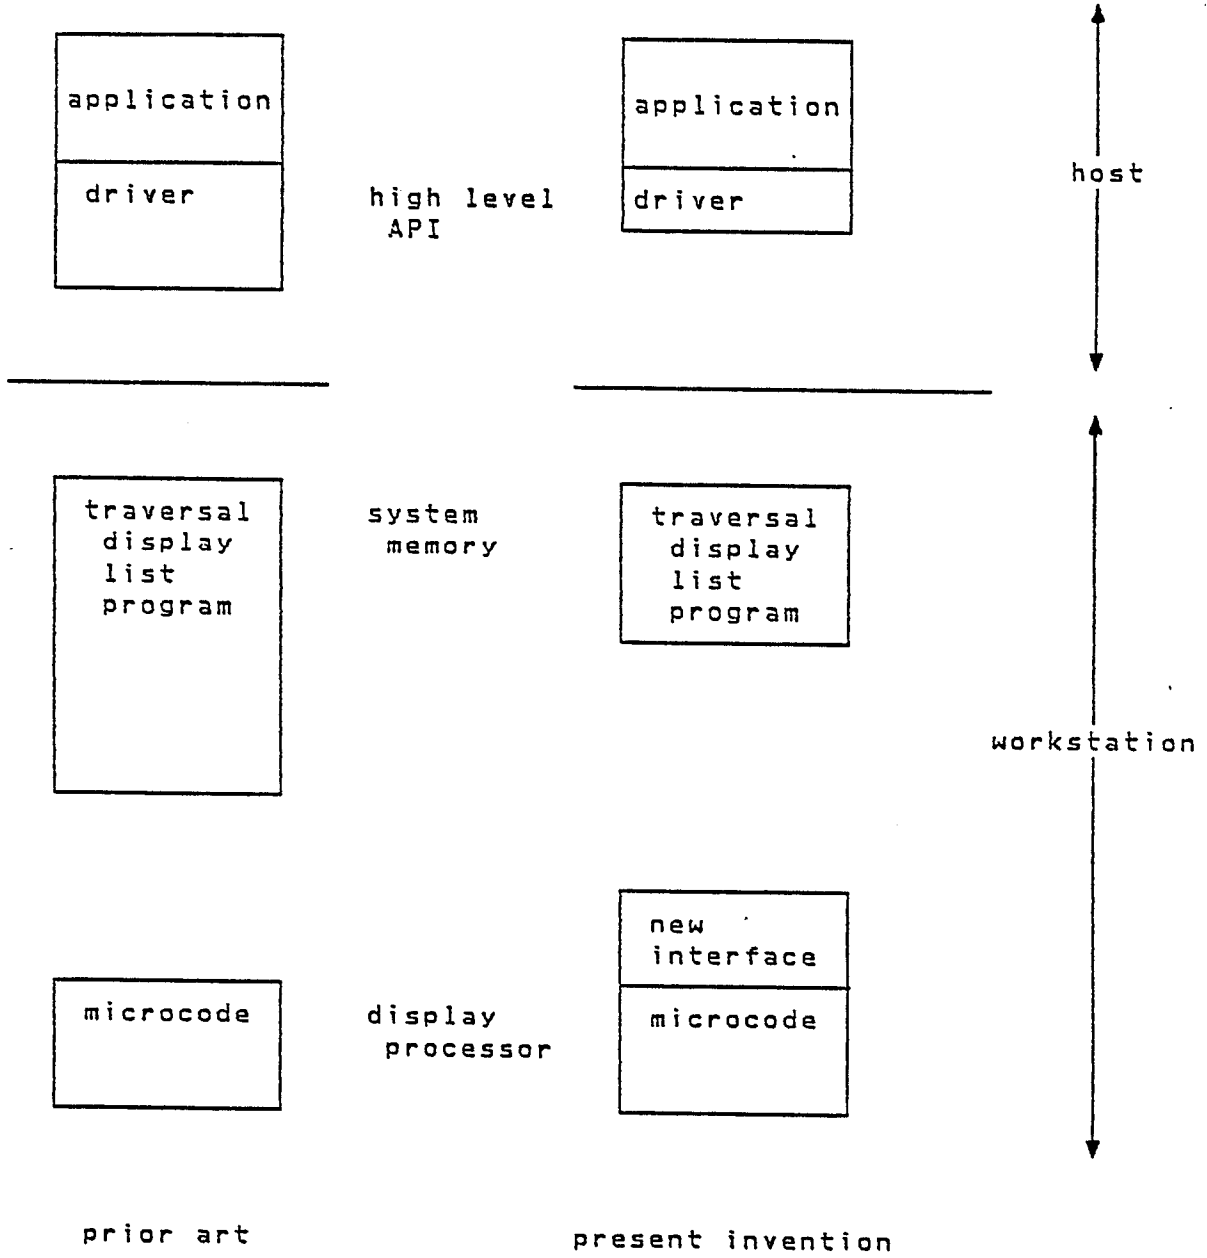 application
driver
high level
API
application
driver
host
traversal
display
list
program
system
memory
traversal
display
list
program
workstation
microcode
display
processor
new
interface
microcode
prior art
present invention